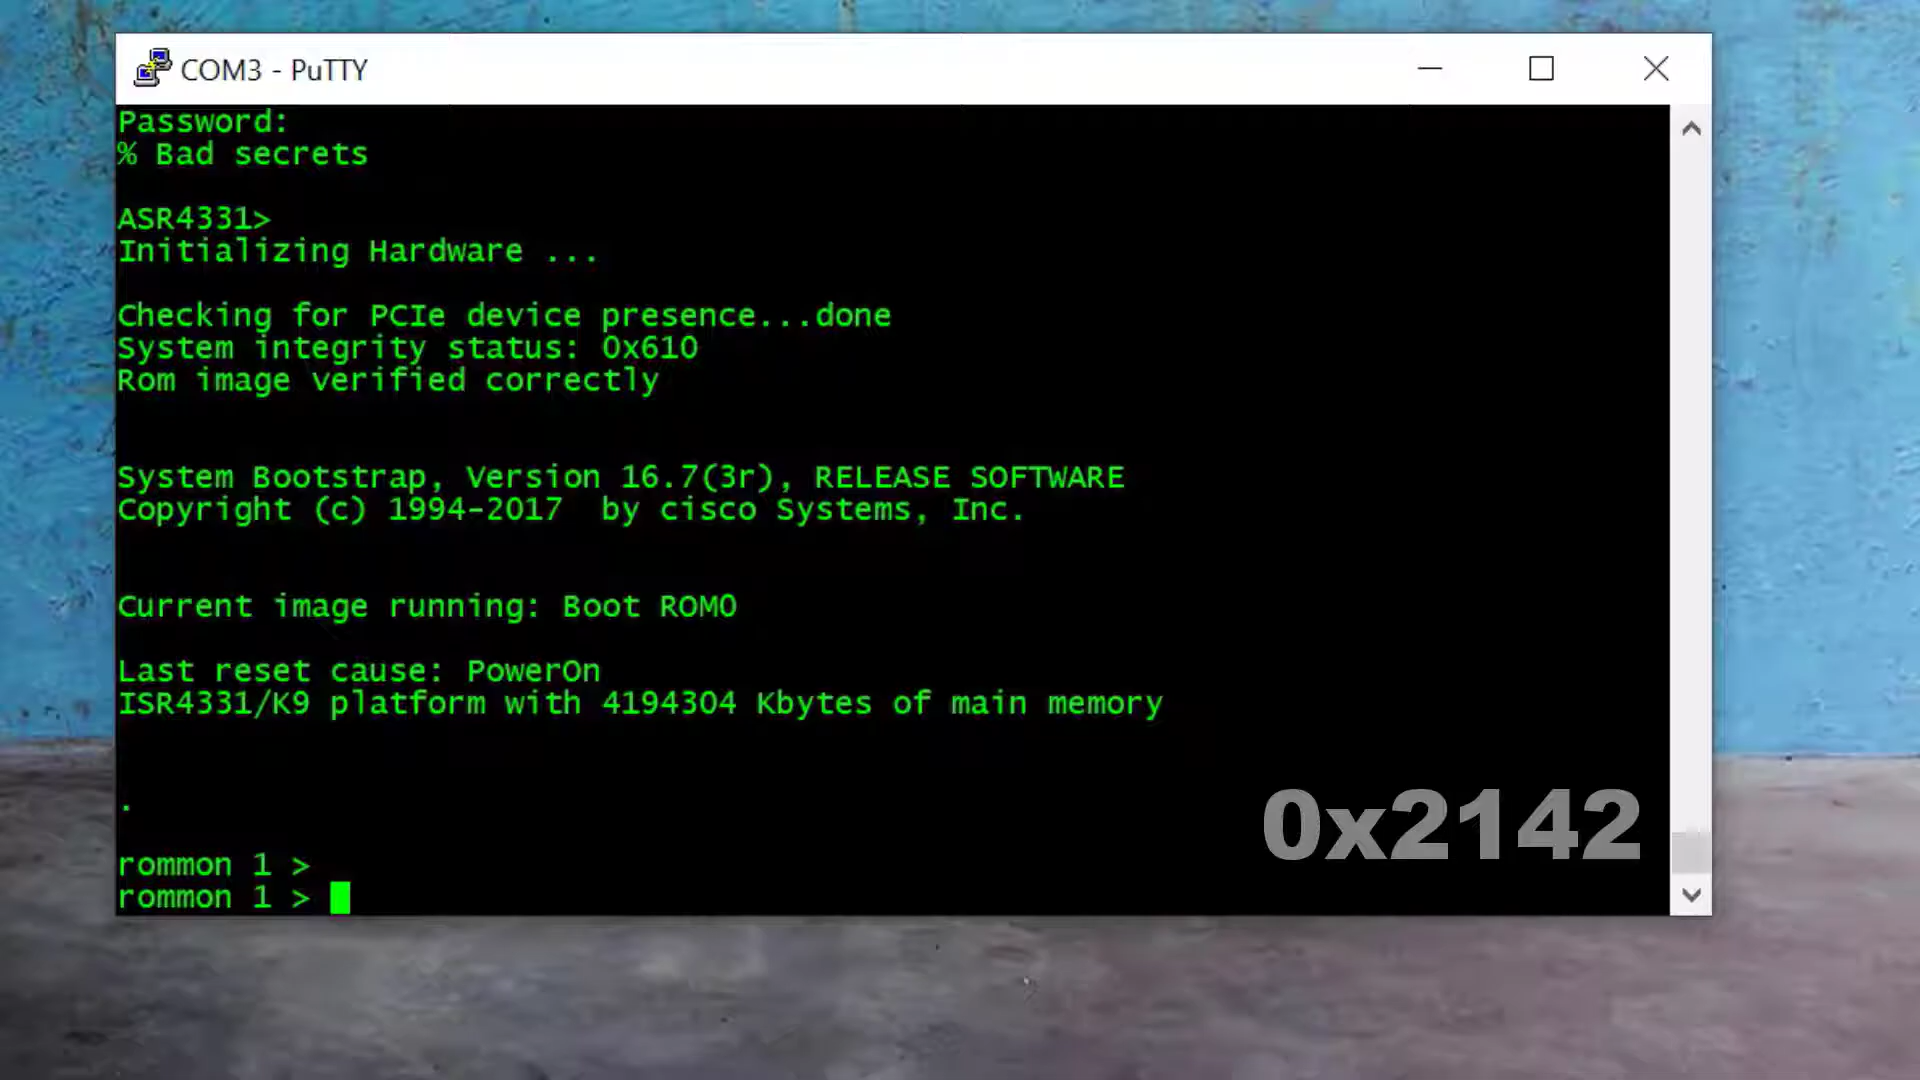 COM3 - PuTTY
Password:
% Bad secrets
ASR4331>
Initializing Hardware ...
Checking for PCIe device presence...done
System integrity status: 0x610
Rom image verified correctly
System Bootstrap, Version 16.7(3r), RELEASE SOFTWARE
Copyright (c) 1994-2017  by cisco Systems, Inc.
Current image running: Boot ROM0
Last reset cause: PowerOn
ISR4331/K9 platform with 4194304 Kbytes of main memory
.
0x2142
rommon 1 >
rommon 1 >